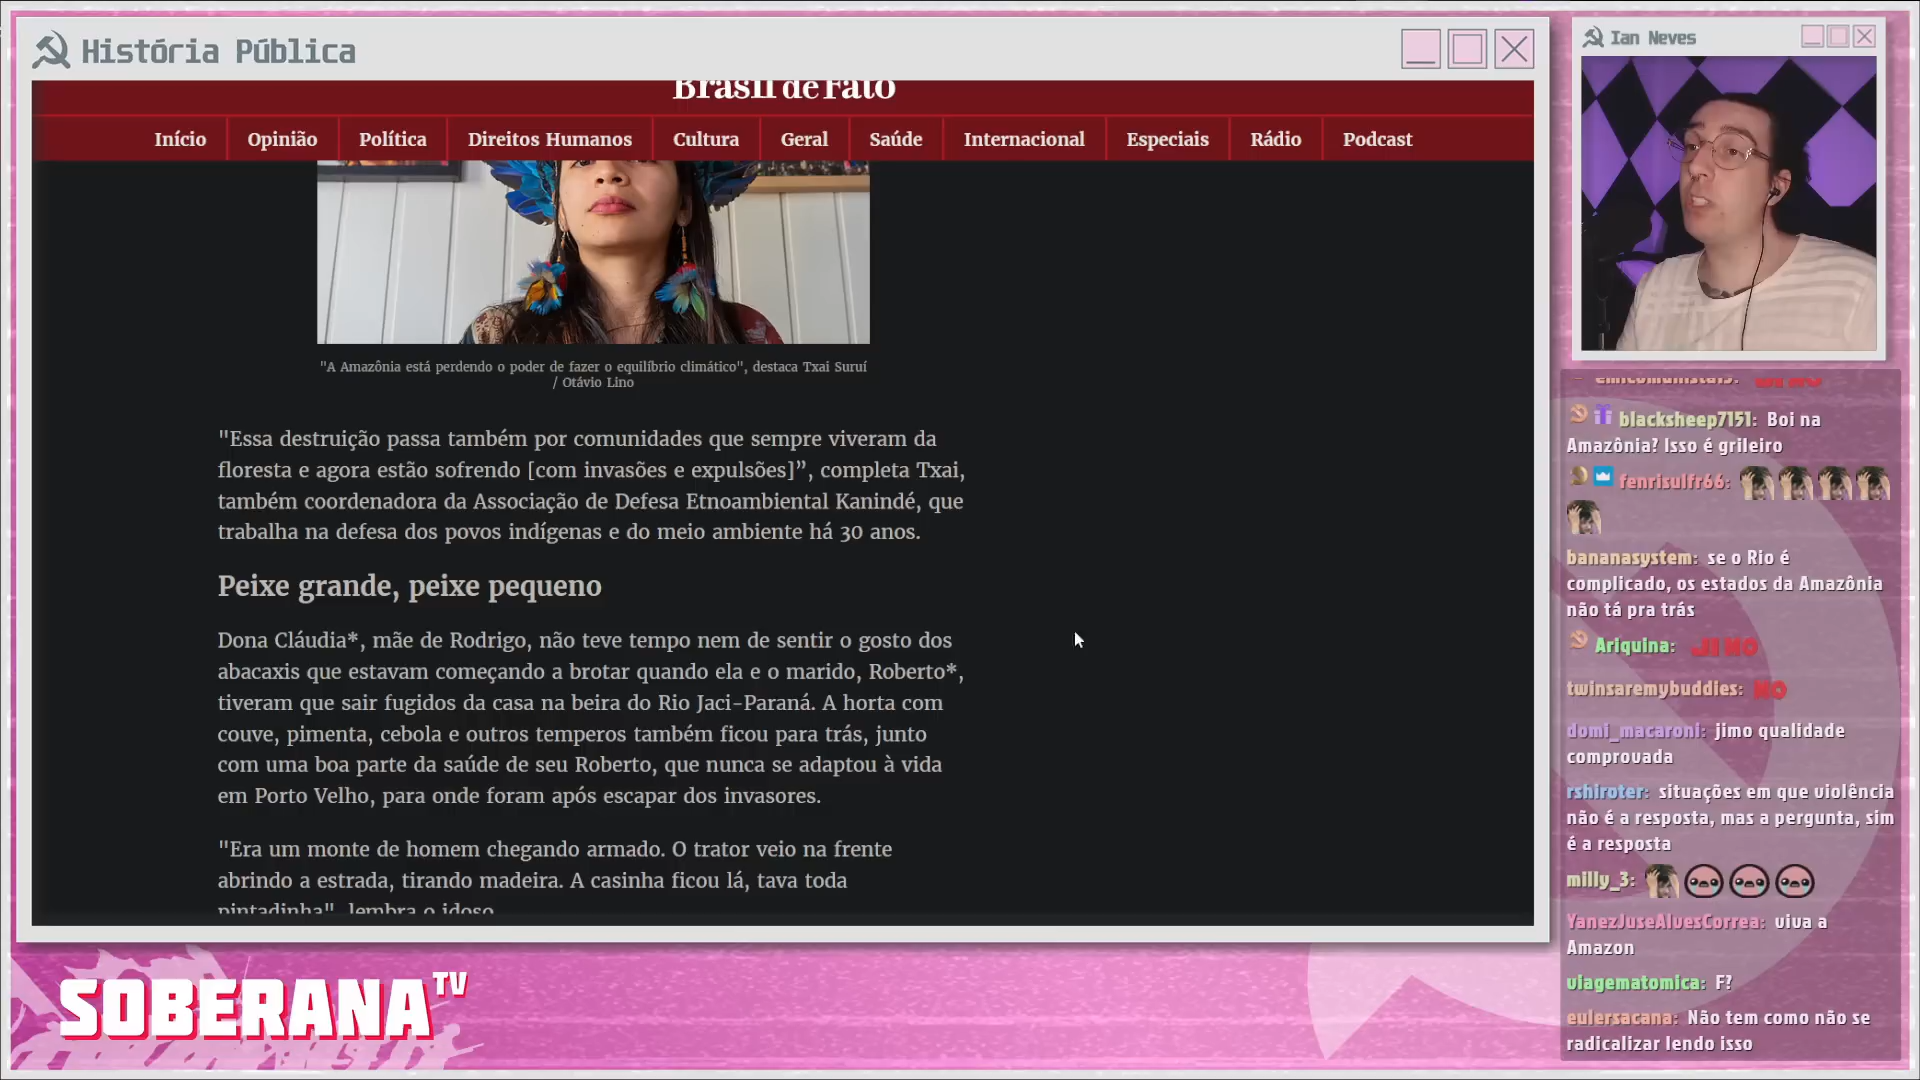 História Pública
Brasil de Fato
Início
Opinião
Política
Direitos Humanos
Cultura
Geral
Saúde
Internacional
Especiais
Rádio
Podcast
"A Amazônia está perdendo o poder de fazer o equilíbrio climático", destaca Txai Suruí
/ Otávio Lino
"Essa destruição passa também por comunidades que sempre viveram da
floresta e agora estão sofrendo [com invasões e expulsões]”, completa Txai,
também coordenadora da Associação de Defesa Etnoambiental Kanindé, que
trabalha na defesa dos povos indígenas e do meio ambiente há 30 anos.
Peixe grande, peixe pequeno
Dona Cláudia*, mãe de Rodrigo, não teve tempo nem de sentir o gosto dos
abacaxis que estavam começando a brotar quando ela e o marido, Roberto*,
tiveram que sair fugidos da casa na beira do Rio Jaci-Paraná. A horta com
couve, pimenta, cebola e outros temperos também ficou para trás, junto
com uma boa parte da saúde de seu Roberto, que nunca se adaptou à vida
em Porto Velho, para onde foram após escapar dos invasores.
"Era um monte de homem chegando armado. O trator veio na frente
abrindo a estrada, tirando madeira. A casinha ficou lá, tava toda
pintadinha", lembra o idoso.
SOBERANA TV
Ian Neves
blacksheep7151: Boi na
Amazônia? Isso é grileiro
fenrisulfr66:
bananasystem: se o Rio é
complicado, os estados da Amazônia
não tá pra trás
Ariquina: JIMO
twinsaremybuddies: MO
domi_macaroni: jimo qualidade
comprovada
rshiroter: situações em que violência
não é a resposta, mas a pergunta, sim
é a resposta
milly_3:
YanezJuseAlvesCorrea: viva a
Amazon
viagematomica: F?
eulersacana: Não tem como não se
radicalizar lendo isso